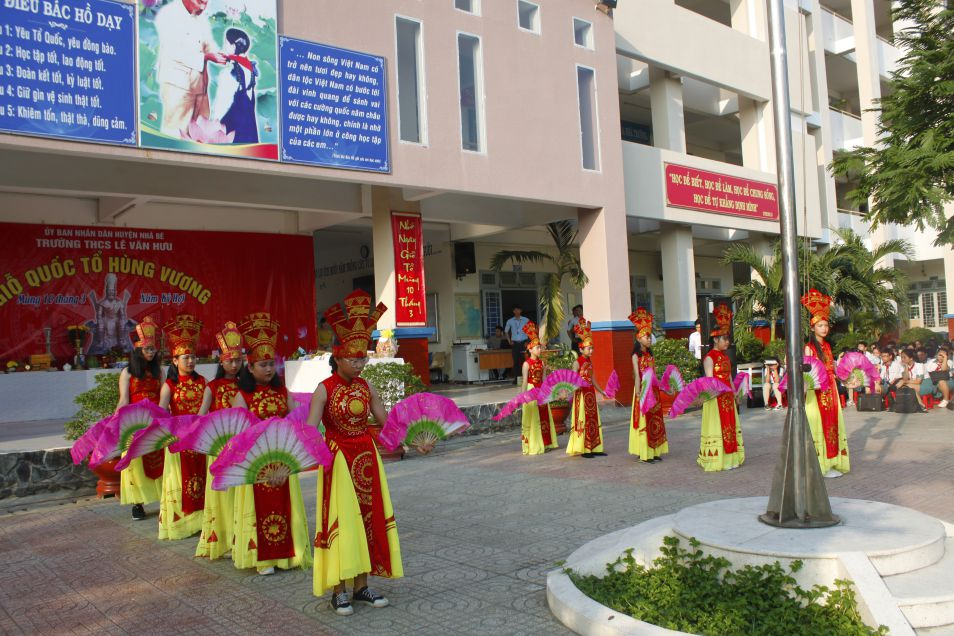 ĐIỀU BÁC HỒ DẠY
1: Yêu Tổ Quốc, yêu đồng bào.
2: Học tập tốt, lao động tốt.
3: Đoàn kết tốt, kỷ luật tốt.
4: Giữ gìn vệ sinh thật tốt.
5: Khiêm tốn, thật thà, dũng cảm.
"... Non sông Việt Nam có
trở nên tươi đẹp hay không,
dân tộc Việt Nam có bước tới
đài vinh quang để sánh vai
với các cường quốc năm châu
được hay không, chính là nhờ
một phần lớn ở công học tập
của các em..."
"HỌC ĐỂ BIẾT, HỌC ĐỂ LÀM, HỌC ĐỂ CHUNG SỐNG,
HỌC ĐỂ TỰ KHẲNG ĐỊNH MÌNH"
ỦY BAN NHÂN DÂN HUYỆN NHÀ BÈ
TRƯỜNG THCS LÊ VĂN HƯU
GIỖ QUỐC TỔ HÙNG VƯƠNG
Mùng 10 tháng 3 Năm Kỷ Hợi
Nhớ
Ngày
Giỗ
Tổ
Mùng
10
Tháng
3